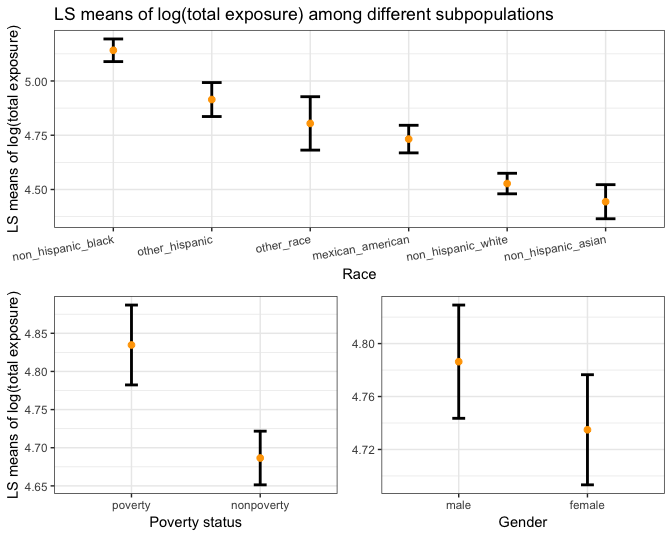 LS means of log(total exposure) among different subpopulations
LS means of log(total exposure)
5.00
4.75
4.50
non_hispanic_black
other_hispanic
other_race
mexican_american
non_hispanic_white
non_hispanic_asian
Race
LS means of log(total exposure)
4.85
4.80
4.75
4.70
4.65
poverty
nonpoverty
Poverty status
4.80
4.76
4.72
male
female
Gender